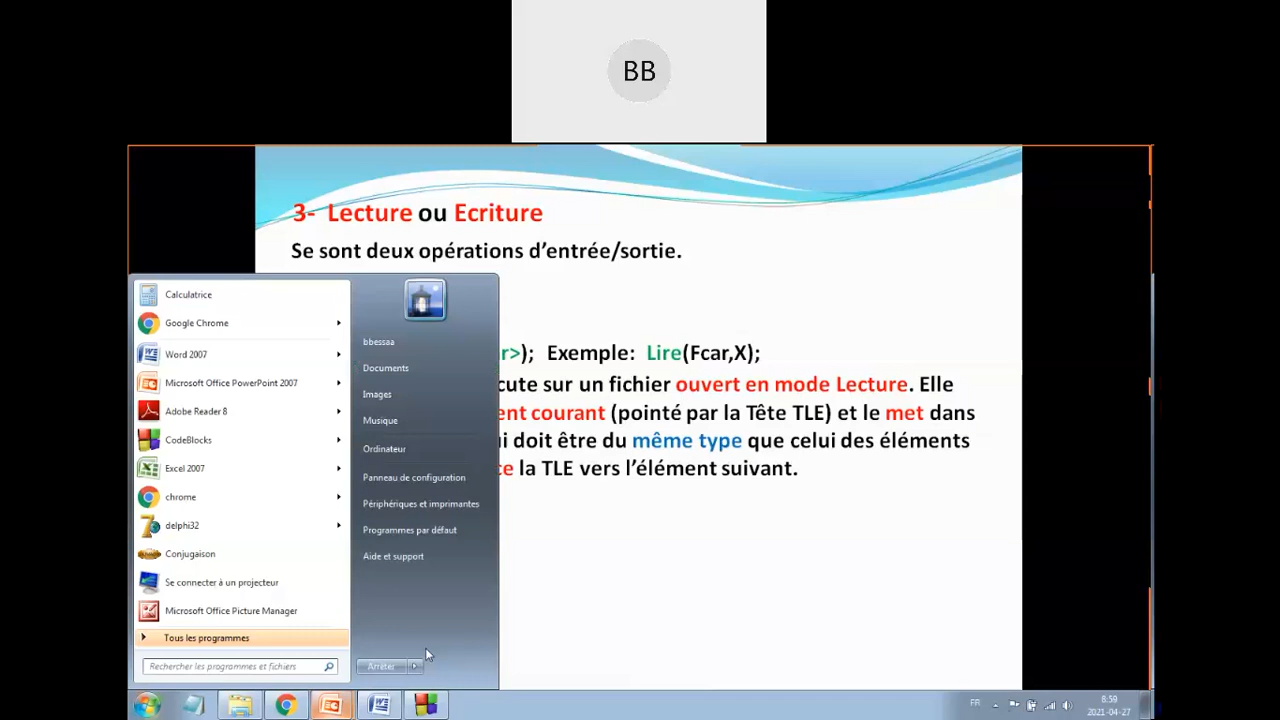 BB
3- Lecture ou Ecriture
Se sont deux opérations d’entrée/sortie.
r>); Exemple: Lire(Fcar,X);
cute sur un fichier ouvert en mode Lecture. Elle
ent courant (pointé par la Tête TLE) et le met dans
i doit être du même type que celui des éléments
ce la TLE vers l’élément suivant.
Calculatrice
Google Chrome
Word 2007
Microsoft Office PowerPoint 2007
Adobe Reader 8
CodeBlocks
Excel 2007
chrome
delphi32
Conjugaison
Se connecter à un projecteur
Microsoft Office Picture Manager
Tous les programmes
Rechercher les programmes et fichiers
bbessaa
Documents
Images
Musique
Ordinateur
Panneau de configuration
Périphériques et imprimantes
Programmes par défaut
Aide et support
Arrêter
FR
8:59
2021-04-27